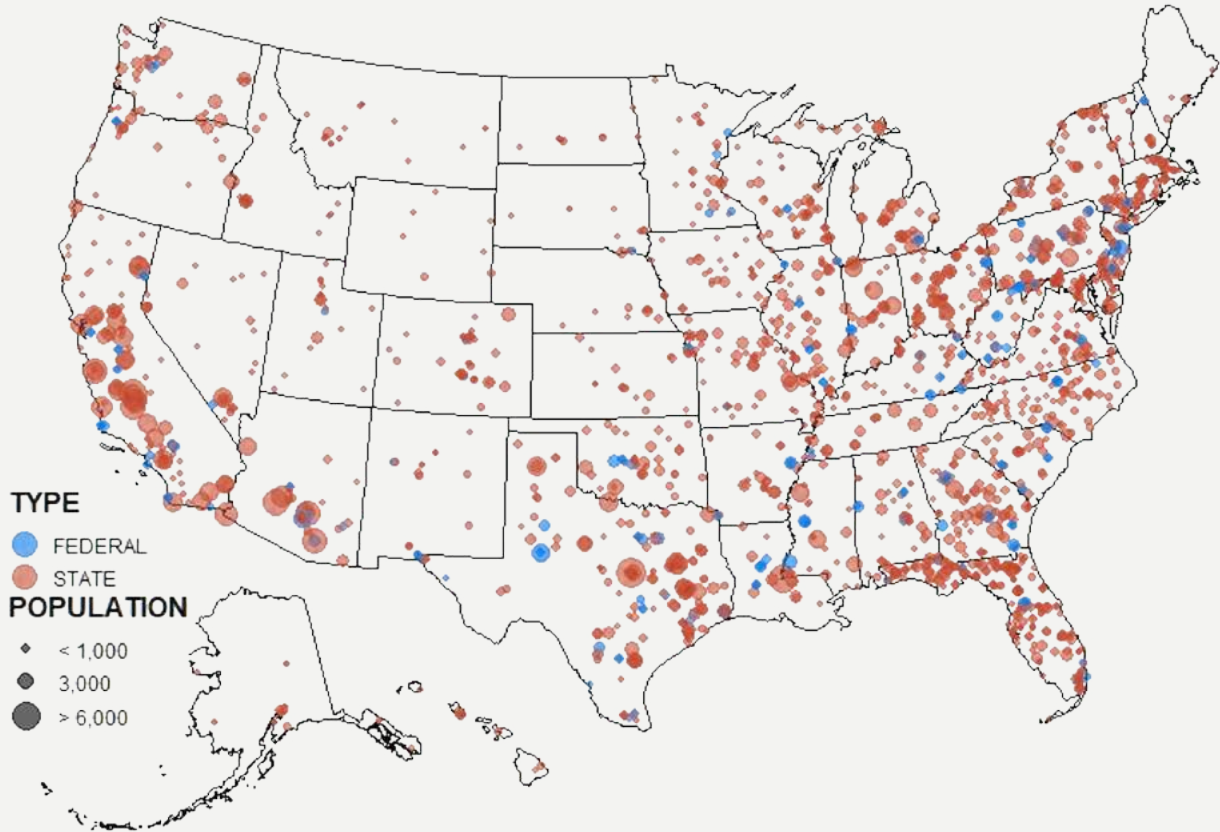 TYPE
FEDERAL
STATE
POPULATION
< 1,000
3,000
> 6,000